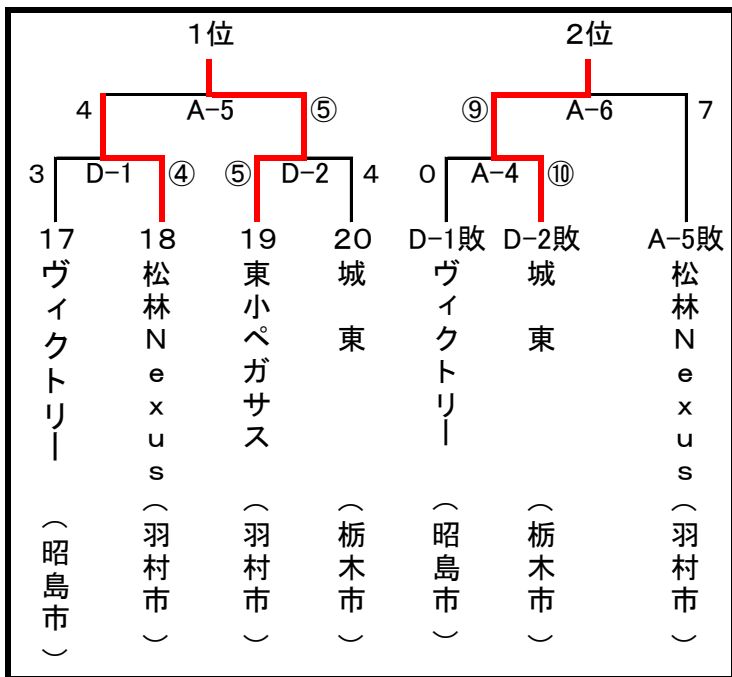 1位 2位
4 A-5 ⑤ ⑨ A-6 7
3 D-1 ④ ⑤ D-2 4 0 A-4 ⑩
17 18 19 20 D-1敗 D-2敗 A-5敗
ヴィクトリー（昭島市）
松林Nexus（羽村市）
東小ペガサス（羽村市）
城東（栃木市）
ヴィクトリー（昭島市）
城東（栃木市）
松林Nexus（羽村市）